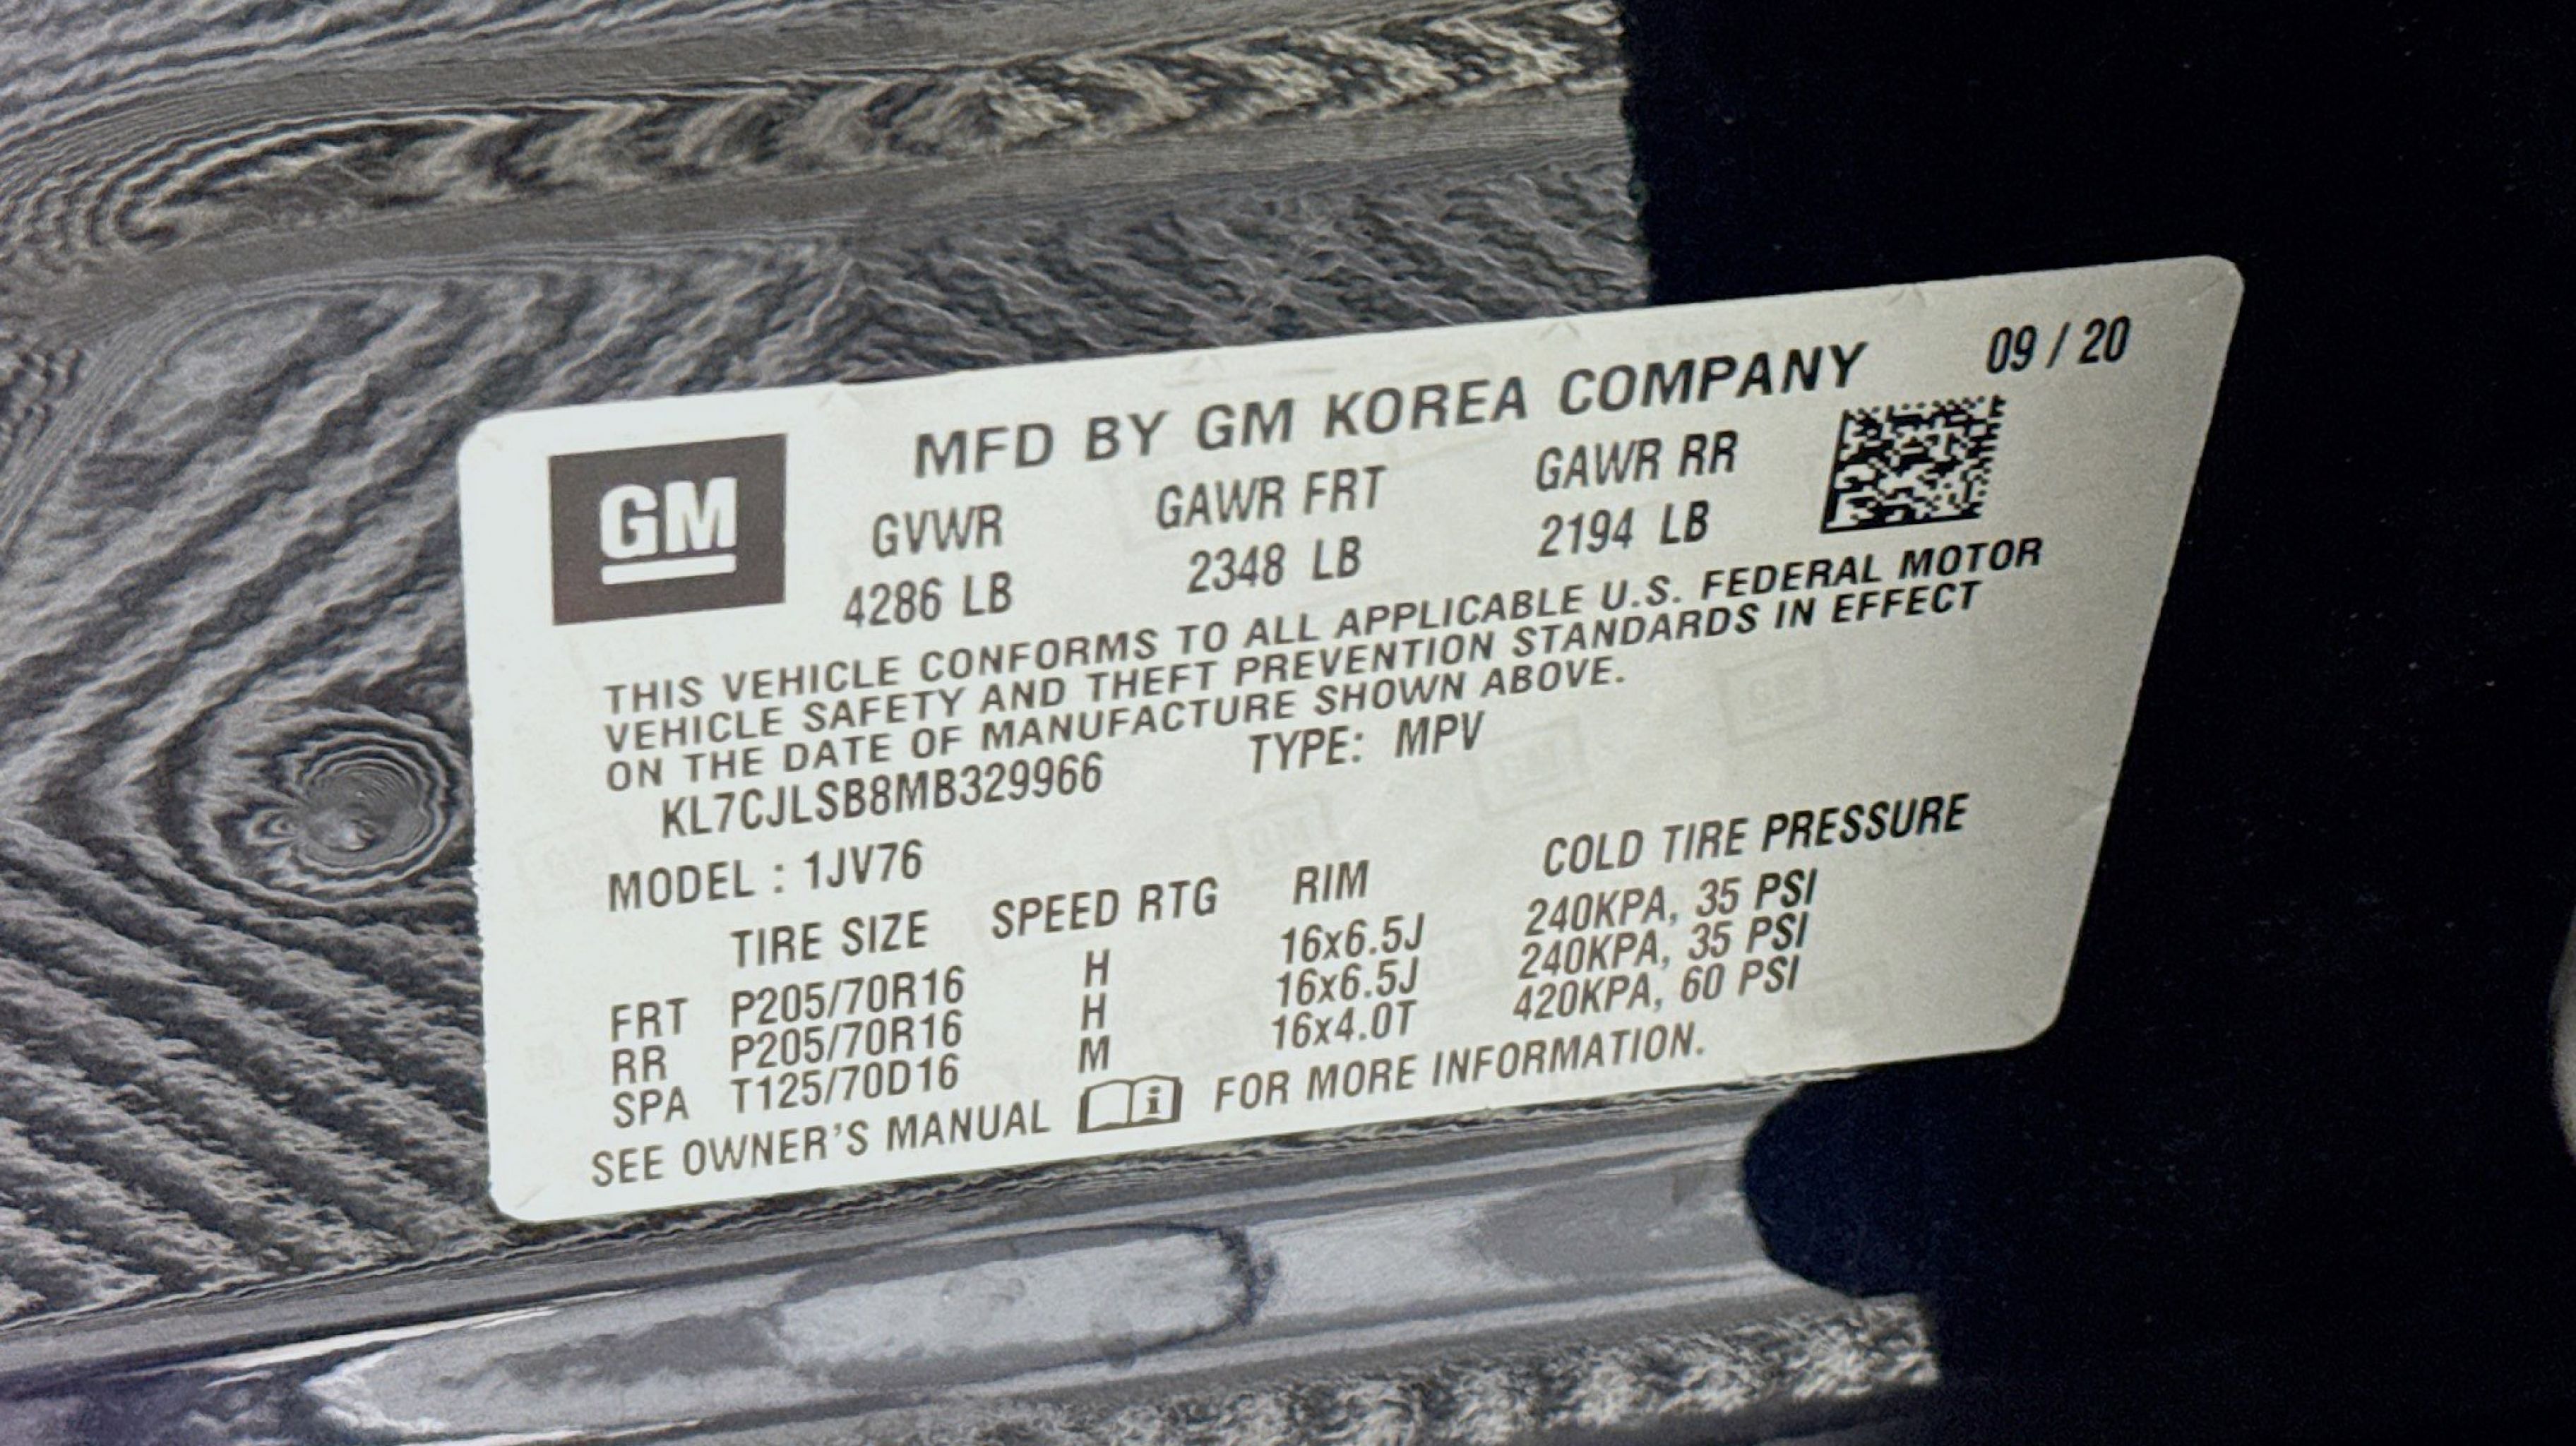 MFD BY GM KOREA COMPANY 09 / 20
GM
GVWR GAWR FRT GAWR RR
4286 LB 2348 LB 2194 LB
THIS VEHICLE CONFORMS TO ALL APPLICABLE U.S. FEDERAL MOTOR
VEHICLE SAFETY AND THEFT PREVENTION STANDARDS IN EFFECT
ON THE DATE OF MANUFACTURE SHOWN ABOVE.
KL7CJLSB8MB329966 TYPE: MPV
MODEL : 1JV76
TIRE SIZE SPEED RTG RIM COLD TIRE PRESSURE
FRT P205/70R16 H 16x6.5J 240KPA, 35 PSI
RR P205/70R16 H 16x6.5J 240KPA, 35 PSI
SPA T125/70D16 M 16x4.0T 420KPA, 60 PSI
SEE OWNER'S MANUAL i FOR MORE INFORMATION.